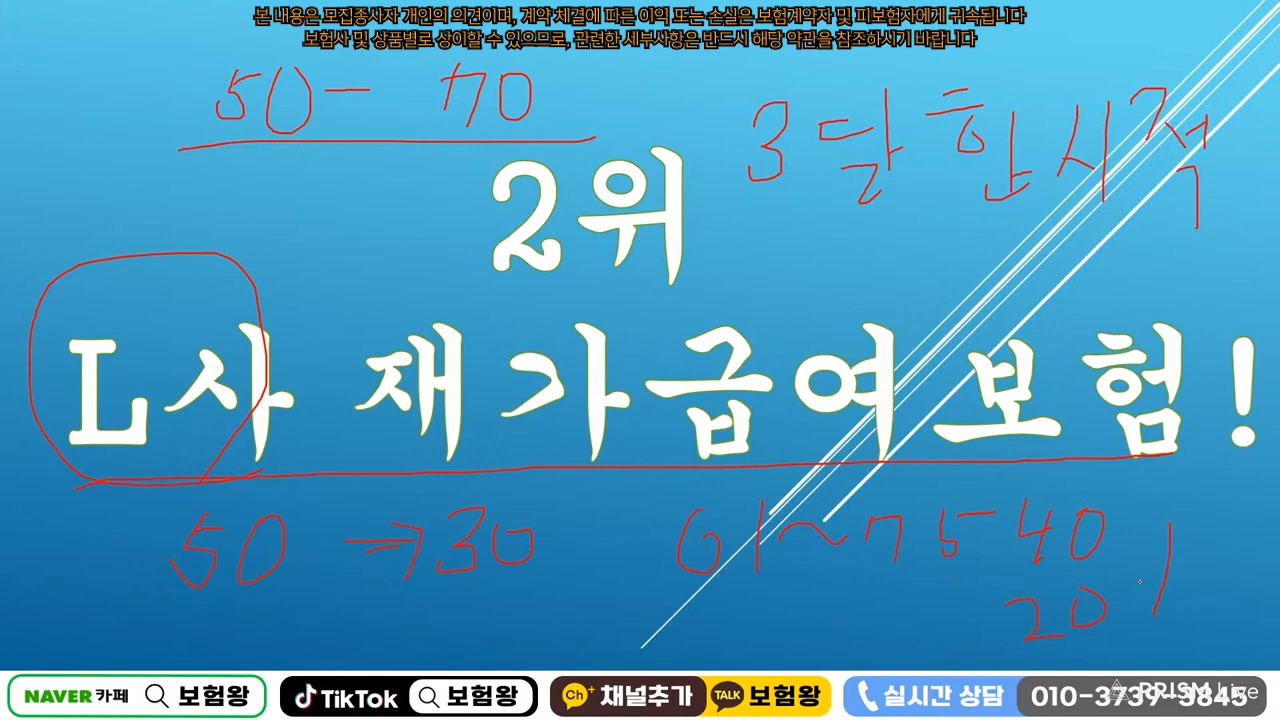 본 내용은 모집종사자 개인의 의견이며, 계약 체결에 따른 이익 또는 손실은 보험계약자 및 피보험자에게 귀속됩니다
보험사 및 상품별로 상이할 수 있으므로, 관련한 세부사항은 반드시 해당 약관을 참조하시기 바랍니다
50- 70
3달 한시적
2위
L사 재가급여보험!
50 → 30 61~75 40
20
NAVER 카페 보험왕 TikTok 보험왕 Ch+ 채널추가 TALK 보험왕 실시간 상담 010-3739-3845
PRISM Live